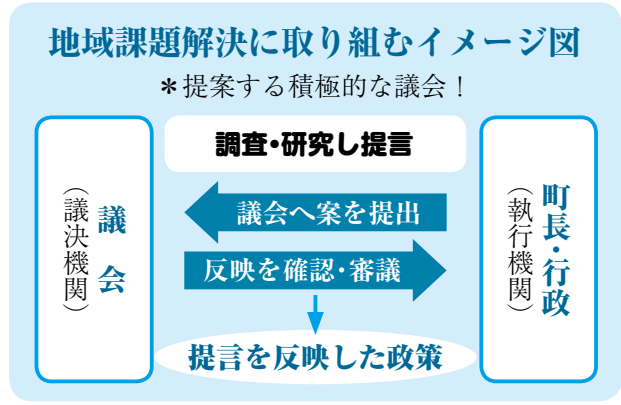 地域課題解決に取り組むイメージ図
＊提案する積極的な議会！
調査・研究し提言
議会
（議決機関）
議会へ案を提出
反映を確認・審議
提言を反映した政策
町長・行政
（執行機関）